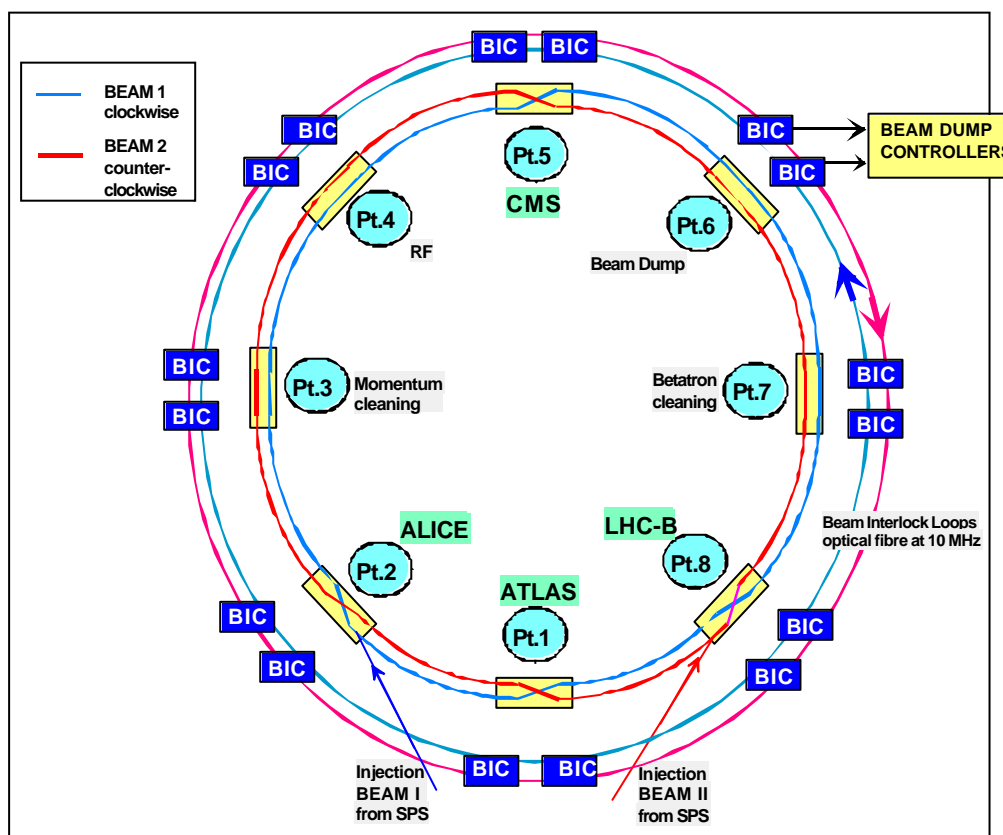 BIC
BIC
BEAM 1
clockwise
BEAM 2
counter-
clockwise
BIC
BIC
BIC
BIC
BEAM DUMP
CONTROLLERS
Pt.5
CMS
Pt.4
RF
Pt.6
Beam Dump
BIC
BIC
Pt.3
Momentum
cleaning
Betatron
cleaning
Pt.7
BIC
BIC
ALICE
Pt.2
LHC-B
Pt.8
Beam Interlock Loops
optical fibre at 10 MHz
ATLAS
Pt.1
BIC
BIC
BIC
BIC
BIC
BIC
Injection
BEAM I
from SPS
Injection
BEAM II
from SPS